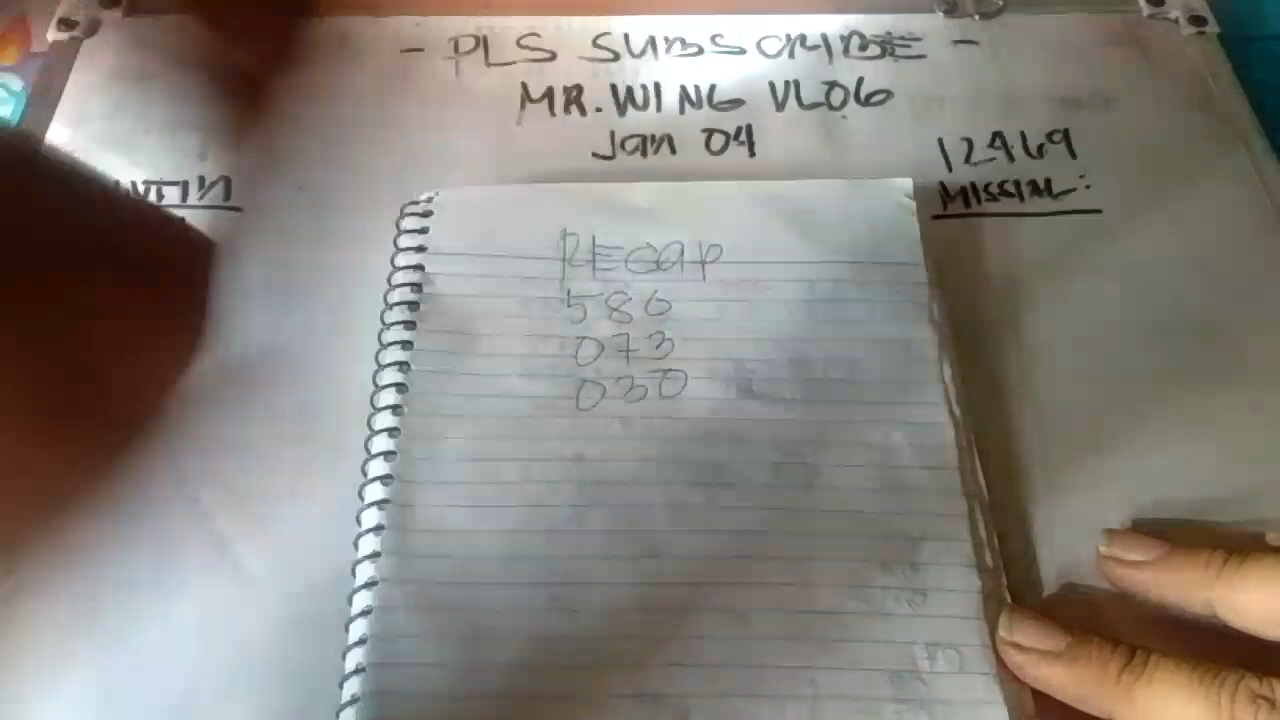 - PLS SUBSCRIBE -
MR. WING VLOG
Jan 04
12469
MISSING:
RECAP
586
073
030